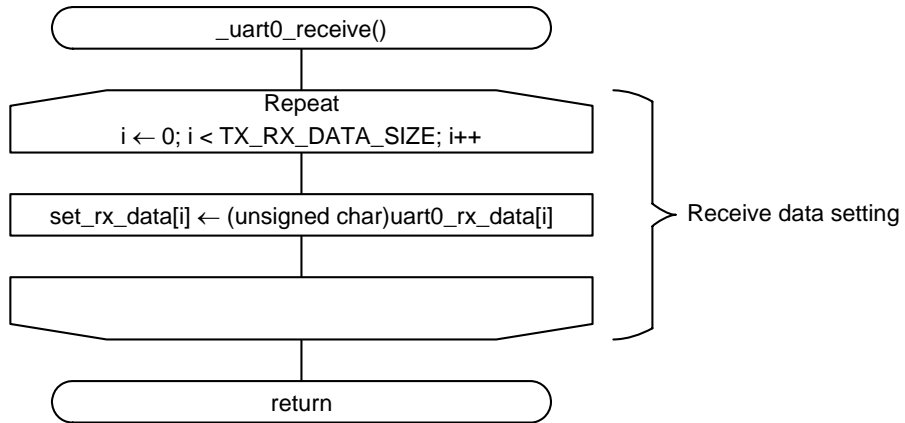 _uart0_receive()
Repeat
i ← 0; i < TX_RX_DATA_SIZE; i++
set_rx_data[i] ← (unsigned char)uart0_rx_data[i]
Receive data setting
return